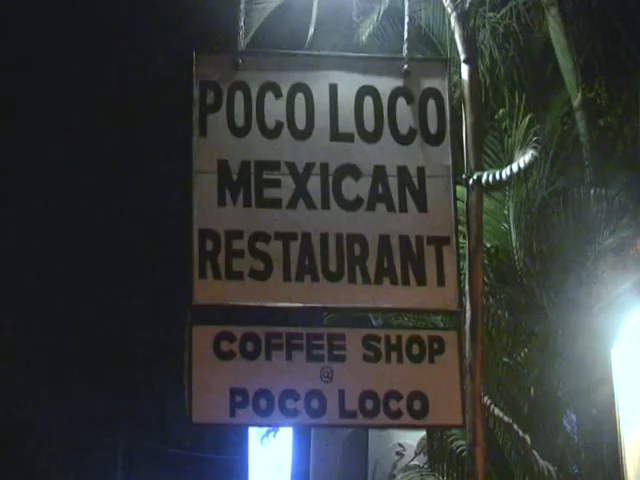 POCO LOCO
MEXICAN
RESTAURANT
COFFEE SHOP
@
POCO LOCO